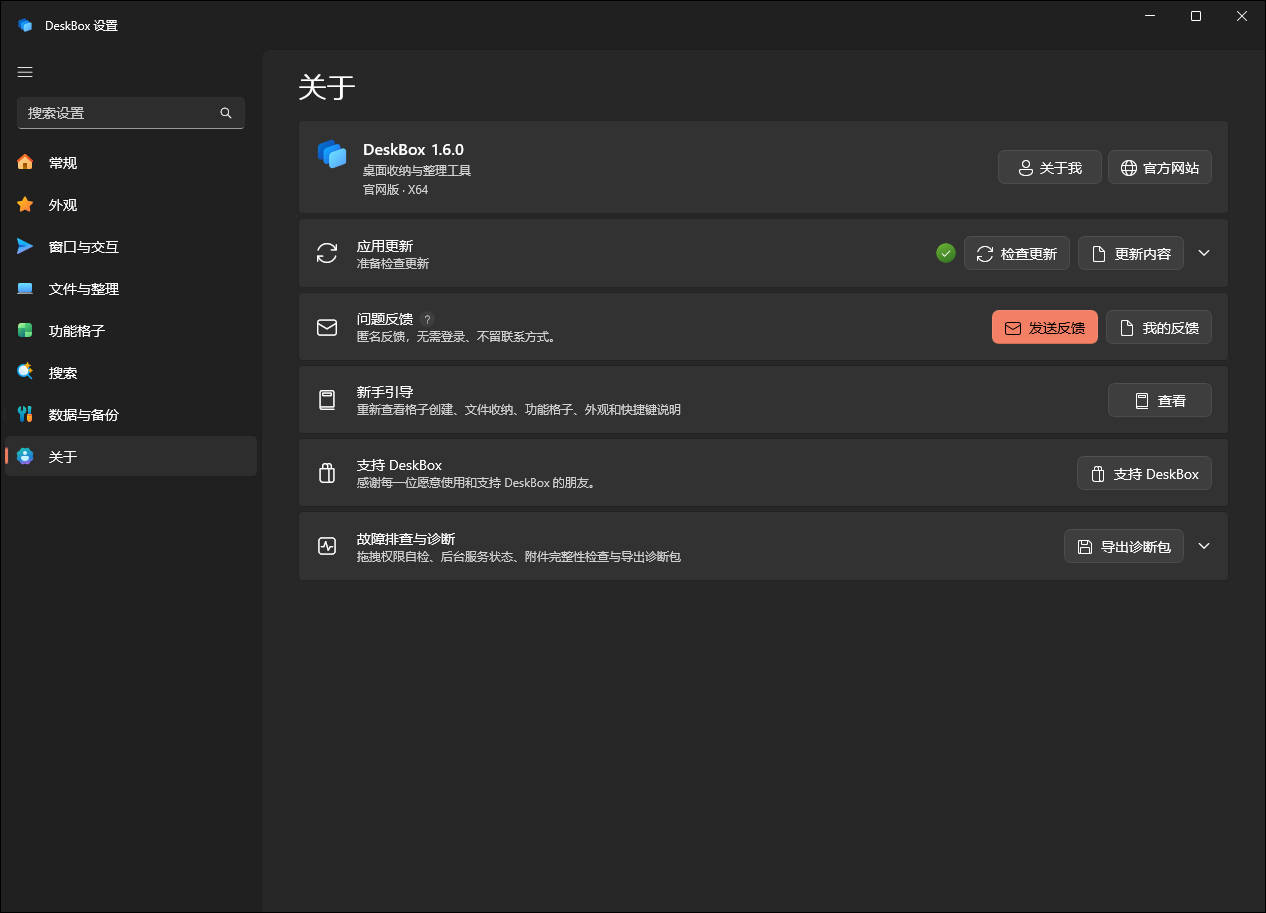 DeskBox 设置
搜索设置
常规
外观
窗口与交互
文件与整理
功能格子
搜索
数据与备份
关于
关于
DeskBox 1.6.0
桌面收纳与整理工具
官网版 · X64
关于我
官方网站
应用更新
准备检查更新
检查更新
更新内容
问题反馈 ?
匿名反馈，无需登录、不留联系方式。
发送反馈
我的反馈
新手引导
重新查看格子创建、文件收纳、功能格子、外观和快捷键说明
查看
支持 DeskBox
感谢每一位愿意使用和支持 DeskBox 的朋友。
支持 DeskBox
故障排查与诊断
拖拽权限自检、后台服务状态、附件完整性检查与导出诊断包
导出诊断包